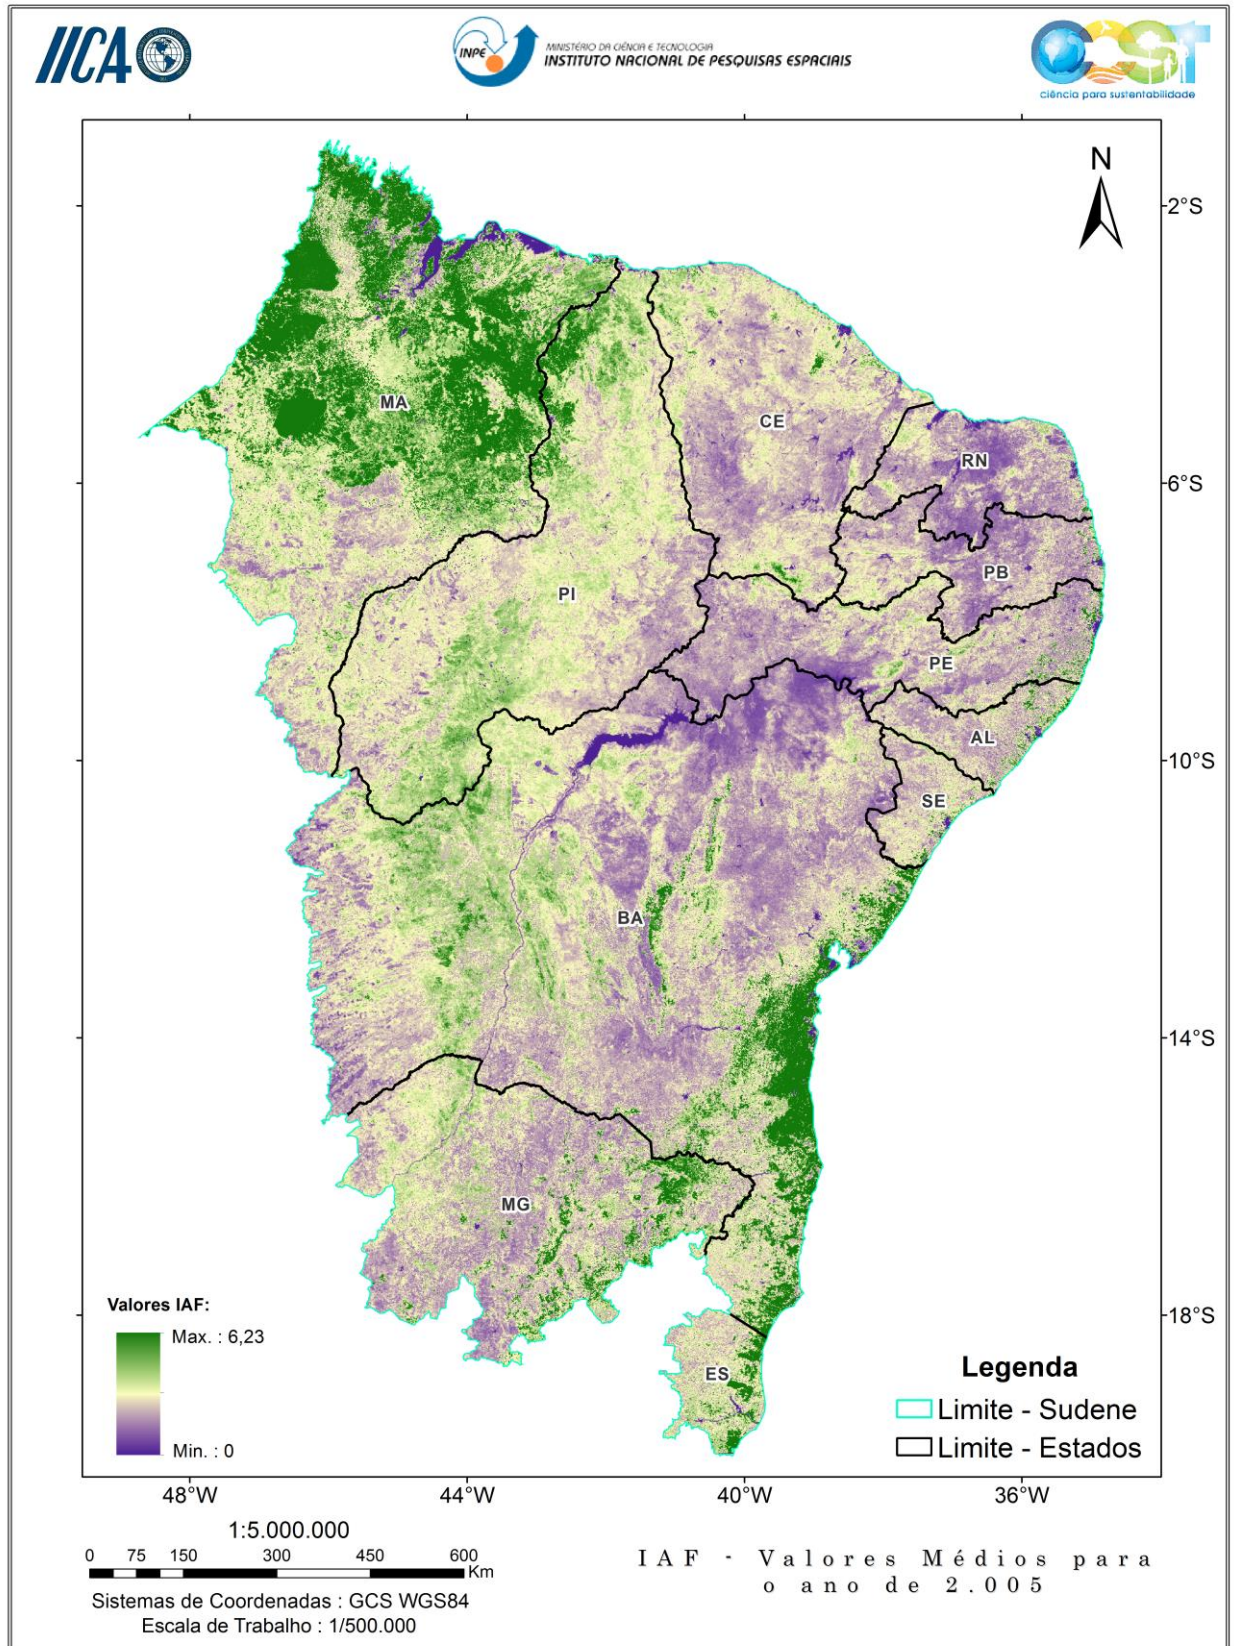 IICA
INPE
MINISTÉRIO DA CIÊNCIA E TECNOLOGIA
INSTITUTO NACIONAL DE PESQUISAS ESPACIAIS
CCST
ciência para sustentabilidade
N
2°S
6°S
10°S
14°S
18°S
MA
CE
RN
PB
PI
PE
AL
SE
BA
MG
ES
Valores IAF:
Max. : 6,23
Min. : 0
Legenda
Limite - Sudene
Limite - Estados
48°W 44°W 40°W 36°W
1:5.000.000
0 75 150 300 450 600
Km
Sistemas de Coordenadas : GCS WGS84
Escala de Trabalho : 1/500.000
IAF - Valores Médios para
o ano de 2.005